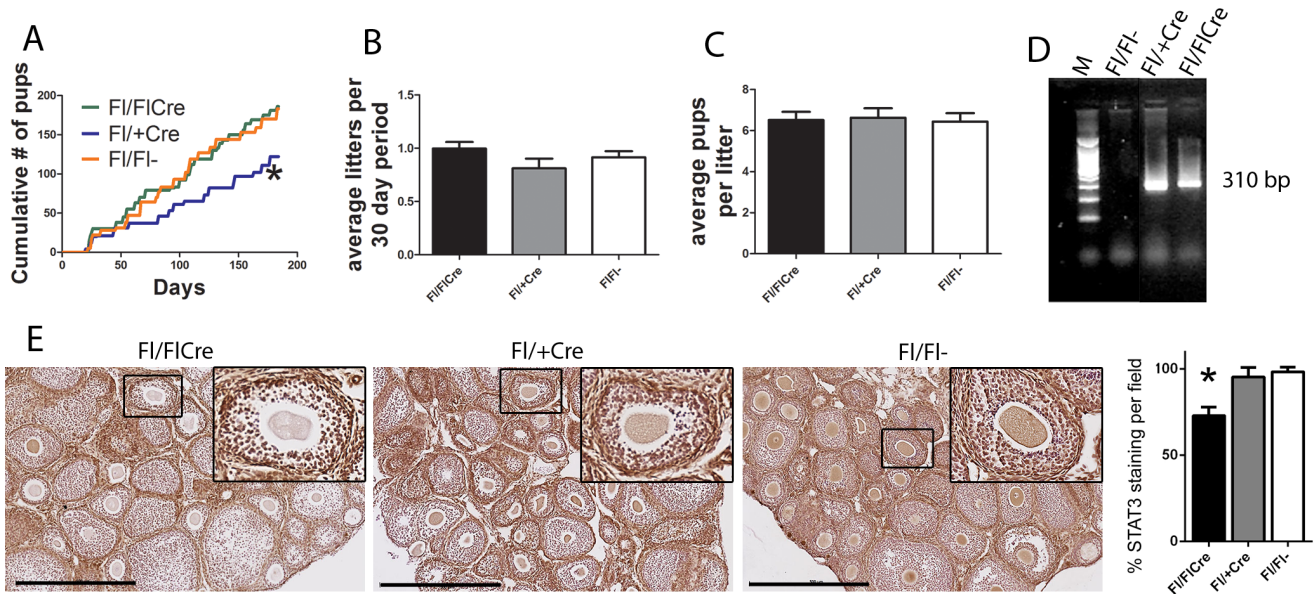 A
Cumulative # of pups
200
150
100
50
0
Fl/FlCre
Fl/+Cre
Fl/Fl-
*
0 50 100 150 200
Days
B
average litters per
30 day period
1.5
1.0
0.5
0.0
Fl/FlCre Fl/+Cre FlFl-
C
average pups
per litter
8
6
4
2
0
Fl/FlCre Fl/+Cre Fl/Fl-
D
M Fl/Fl- Fl/+Cre Fl/FlCre
310 bp
E
Fl/FlCre
Fl/+Cre
Fl/Fl-
% STAT3 staining per field
100
50
0
*
Fl/FlCre Fl/+Cre Fl/Fl-